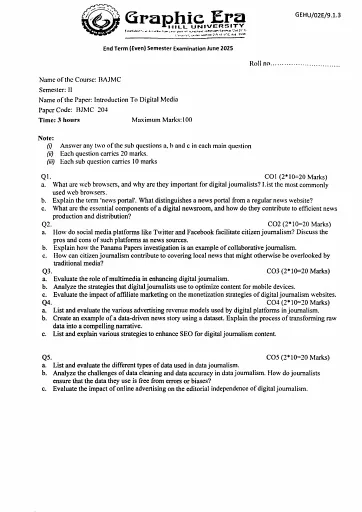 GEHU/02E/9.1.3
Graphic Era
HILL UNIVERSITY
End Term (Even) Semester Examination June 2025
Roll no............................
Name of the Course: BAJMC
Semester: II
Name of the Paper: Introduction To Digital Media
Paper Code: BJMC 204
Time: 3 hours Maximum Marks:100
Note:
(i) Answer any two of the sub questions a, b and c in each main question
(ii) Each question carries 20 marks.
(iii) Each sub question carries 10 marks
Q1. CO1 (2*10=20 Marks)
a. What are web browsers, and why are they important for digital journalists? List the most commonly
used web browsers.
b. Explain the term 'news portal'. What distinguishes a news portal from a regular news website?
c. What are the essential components of a digital newsroom, and how do they contribute to efficient news
production and distribution?
Q2. CO2 (2*10=20 Marks)
a. How do social media platforms like Twitter and Facebook facilitate citizen journalism? Discuss the
pros and cons of such platforms as news sources.
b. Explain how the Panama Papers investigation is an example of collaborative journalism.
c. How can citizen journalism contribute to covering local news that might otherwise be overlooked by
traditional media?
Q3. CO3 (2*10=20 Marks)
a. Evaluate the role of multimedia in enhancing digital journalism.
b. Analyze the strategies that digital journalists use to optimize content for mobile devices.
c. Evaluate the impact of affiliate marketing on the monetization strategies of digital journalism websites.
Q4. CO4 (2*10=20 Marks)
a. List and evaluate the various advertising revenue models used by digital platforms in journalism.
b. Create an example of a data-driven news story using a dataset. Explain the process of transforming raw
data into a compelling narrative.
c. List and explain various strategies to enhance SEO for digital journalism content.
Q5. CO5 (2*10=20 Marks)
a. List and evaluate the different types of data used in data journalism.
b. Analyze the challenges of data cleaning and data accuracy in data journalism. How do journalists
ensure that the data they use is free from errors or biases?
c. Evaluate the impact of online advertising on the editorial independence of digital journalism.